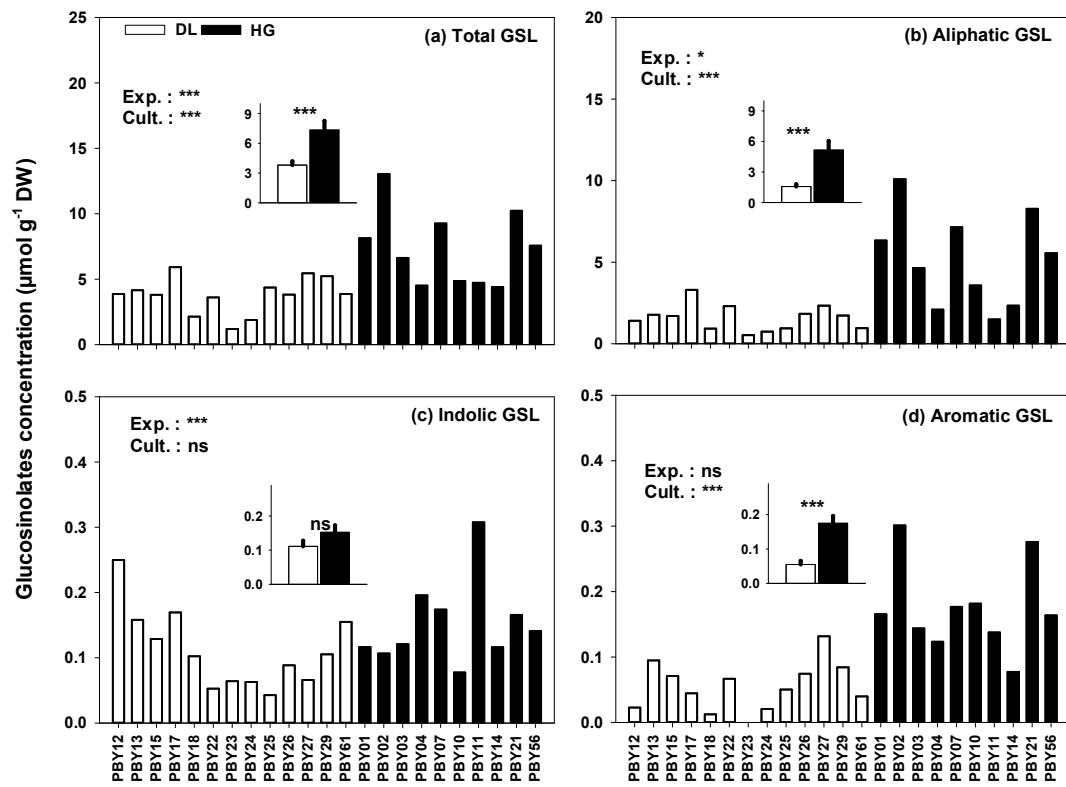 Glucosinolates concentration (µmol g-1 DW)
DL HG
(a) Total GSL
Exp. : ***
Cult. : ***
25
20
15
10
5
0
***
9
6
3
0
(b) Aliphatic GSL
Exp. : *
Cult. : ***
20
15
10
5
0
***
9
6
3
0
(c) Indolic GSL
Exp. : ***
Cult. : ns
0.5
0.4
0.3
0.2
0.1
0.0
ns
0.2
0.1
0.0
PBY12 PBY13 PBY15 PBY17 PBY18 PBY22 PBY23 PBY24 PBY25 PBY26 PBY27 PBY29 PBY61 PBY01 PBY02 PBY03 PBY04 PBY07 PBY10 PBY11 PBY14 PBY21 PBY56
(d) Aromatic GSL
Exp. : ns
Cult. : ***
0.5
0.4
0.3
0.2
0.1
0.0
***
0.2
0.1
0.0
PBY12 PBY13 PBY15 PBY17 PBY18 PBY22 PBY23 PBY24 PBY25 PBY26 PBY27 PBY29 PBY61 PBY01 PBY02 PBY03 PBY04 PBY07 PBY10 PBY11 PBY14 PBY21 PBY56